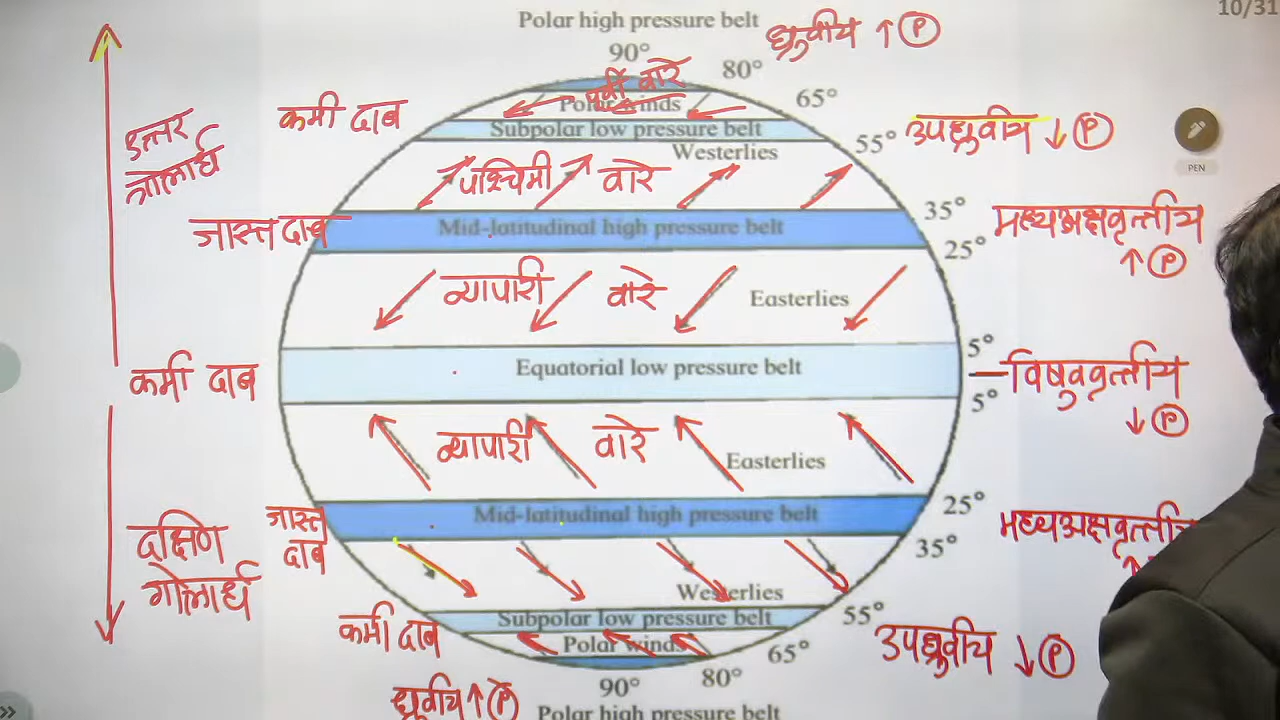 10/31
Polar high pressure belt
ध्रुवीय ↑ P
90°
80°
पूर्वी वारे
65°
Polar winds
कमी दाब
Subpolar low pressure belt
उपध्रुवीय ↓ P
55°
उत्तर
गोलार्ध
Westerlies
पश्चिमी वारे
PEN
35°
जास्त दाब
Mid-latitudinal high pressure belt
मध्यअक्षवृत्तीय
↑ P
25°
व्यापारी वारे
Easterlies
5°
कमी दाब
Equatorial low pressure belt
विषुववृत्तीय
↓ P
5°
व्यापारी वारे
Easterlies
25°
जास्त
दाब
Mid-latitudinal high pressure belt
35°
दक्षिण
गोलार्ध
Westerlies
55°
कमी दाब
Subpolar low pressure belt
उपध्रुवीय ↓ P
Polar winds
65°
80°
90°
ध्रुवीय ↑ P
Polar high pressure belt